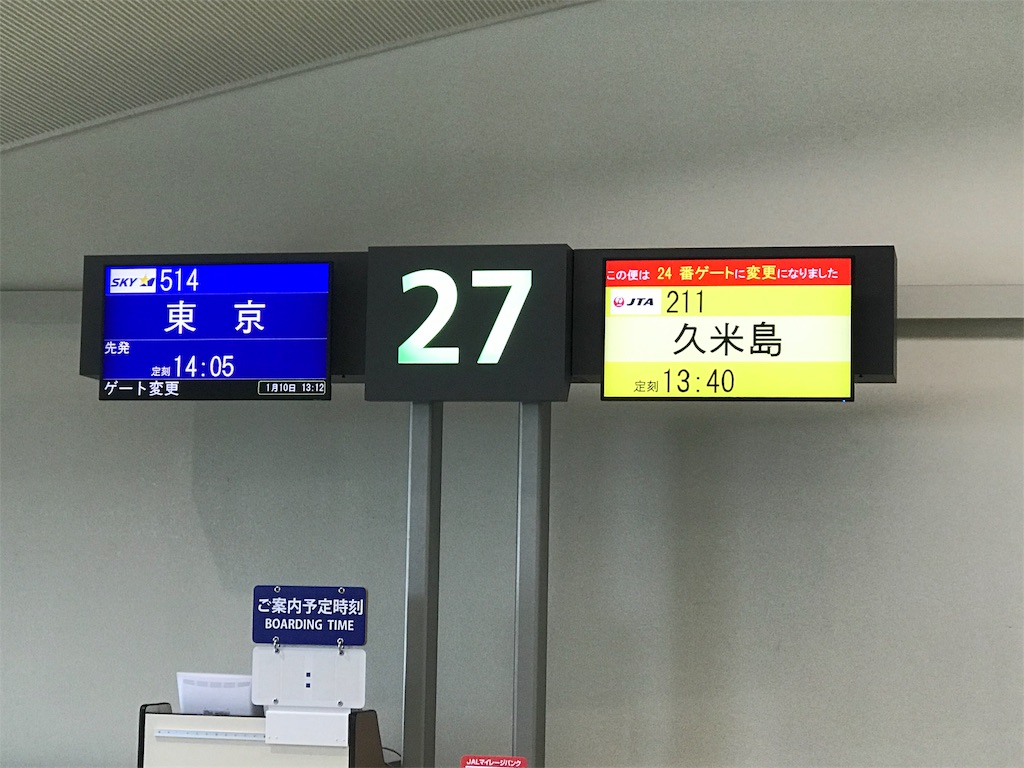 SKY 514
東京
先発
定刻 14:05
ゲート変更 1月10日 13:12
27
この便は 24 番ゲートに変更になりました
JTA 211
久米島
定刻 13:40
ご案内予定時刻
BOARDING TIME
:
JALマイレージバンク